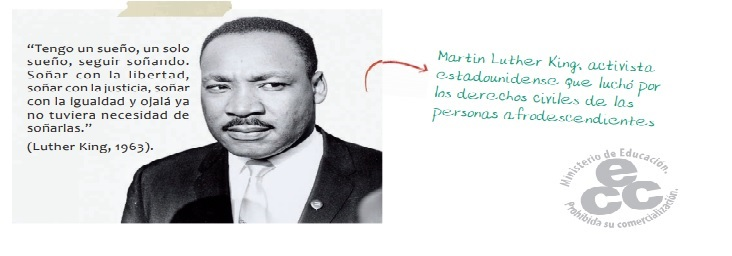 “Tengo un sueño, un solo
sueño, seguir soñando.
Soñar con la libertad,
soñar con la justicia, soñar
con la igualdad y ojalá ya
no tuviera necesidad de
soñarlas.”
(Luther King, 1963).
Martin Luther King, activista
estadounidense que luchó por
los derechos civiles de las
personas afrodescendientes
Ministerio de Educación.
ecc
Prohibida su comercialización.